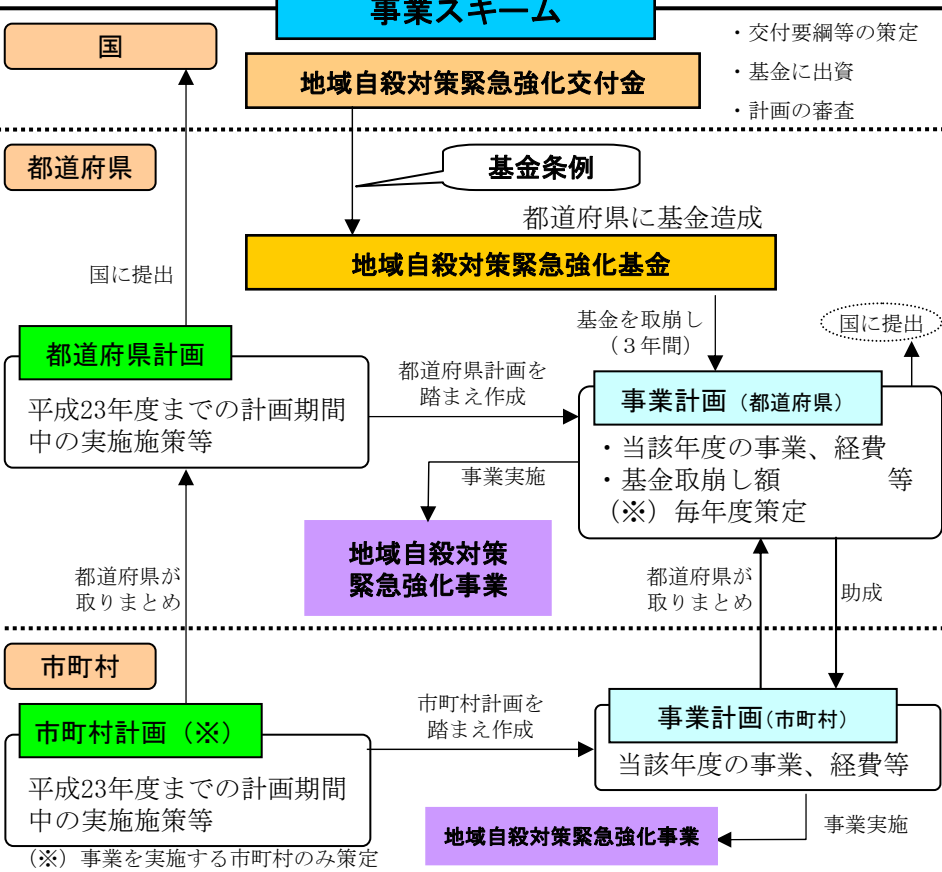 事業スキーム
国
・交付要綱等の策定
・基金に出資
・計画の審査
地域自殺対策緊急強化交付金
都道府県
基金条例
都道府県に基金造成
地域自殺対策緊急強化基金
国に提出
基金を取崩し
（３年間）
国に提出
都道府県計画
平成23年度までの計画期間
中の実施施策等
都道府県計画を
踏まえ作成
事業計画（都道府県）
・当該年度の事業、経費
・基金取崩し額　　　　等
（※）毎年度策定
事業実施
地域自殺対策
緊急強化事業
都道府県が
取りまとめ
都道府県が
取りまとめ
助成
市町村
市町村計画（※）
平成23年度までの計画期間
中の実施施策等
（※）事業を実施する市町村のみ策定
市町村計画を
踏まえ作成
事業計画(市町村)
当該年度の事業、経費等
事業実施
地域自殺対策緊急強化事業